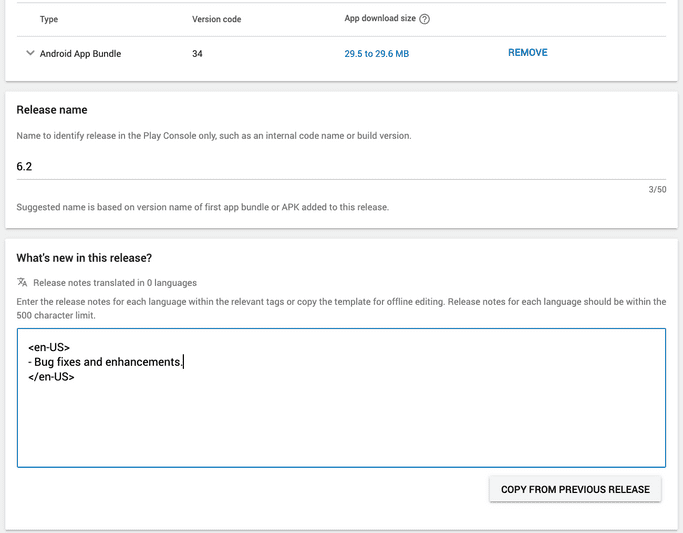 Type Version code App download size
Android App Bundle 34 29.5 to 29.6 MB REMOVE
Release name
Name to identify release in the Play Console only, such as an internal code name or build version.
6.2
3/50
Suggested name is based on version name of first app bundle or APK added to this release.
What's new in this release?
Release notes translated in 0 languages
Enter the release notes for each language within the relevant tags or copy the template for offline editing. Release notes for each language should be within the
500 character limit.
<en-US>
- Bug fixes and enhancements.
</en-US>
COPY FROM PREVIOUS RELEASE